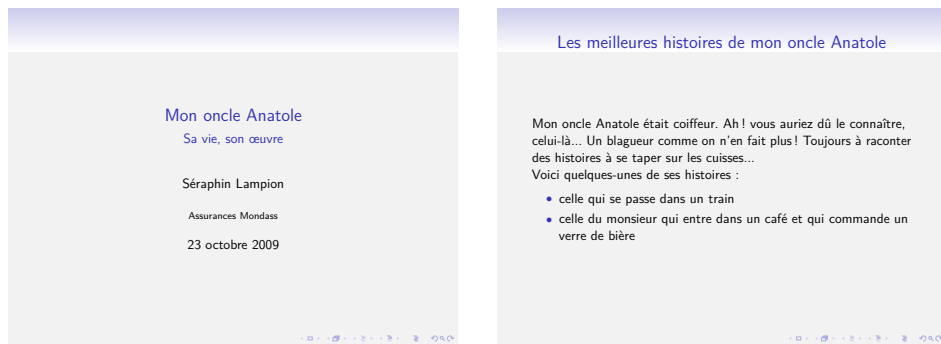 Mon oncle Anatole
Sa vie, son œuvre
Séraphin Lampion
Assurances Mondass
23 octobre 2009
Les meilleures histoires de mon oncle Anatole
Mon oncle Anatole était coiffeur. Ah ! vous auriez dû le connaître,
celui-là... Un blagueur comme on n'en fait plus ! Toujours à raconter
des histoires à se taper sur les cuisses...
Voici quelques-unes de ses histoires :
• celle qui se passe dans un train
• celle du monsieur qui entre dans un café et qui commande un
verre de bière